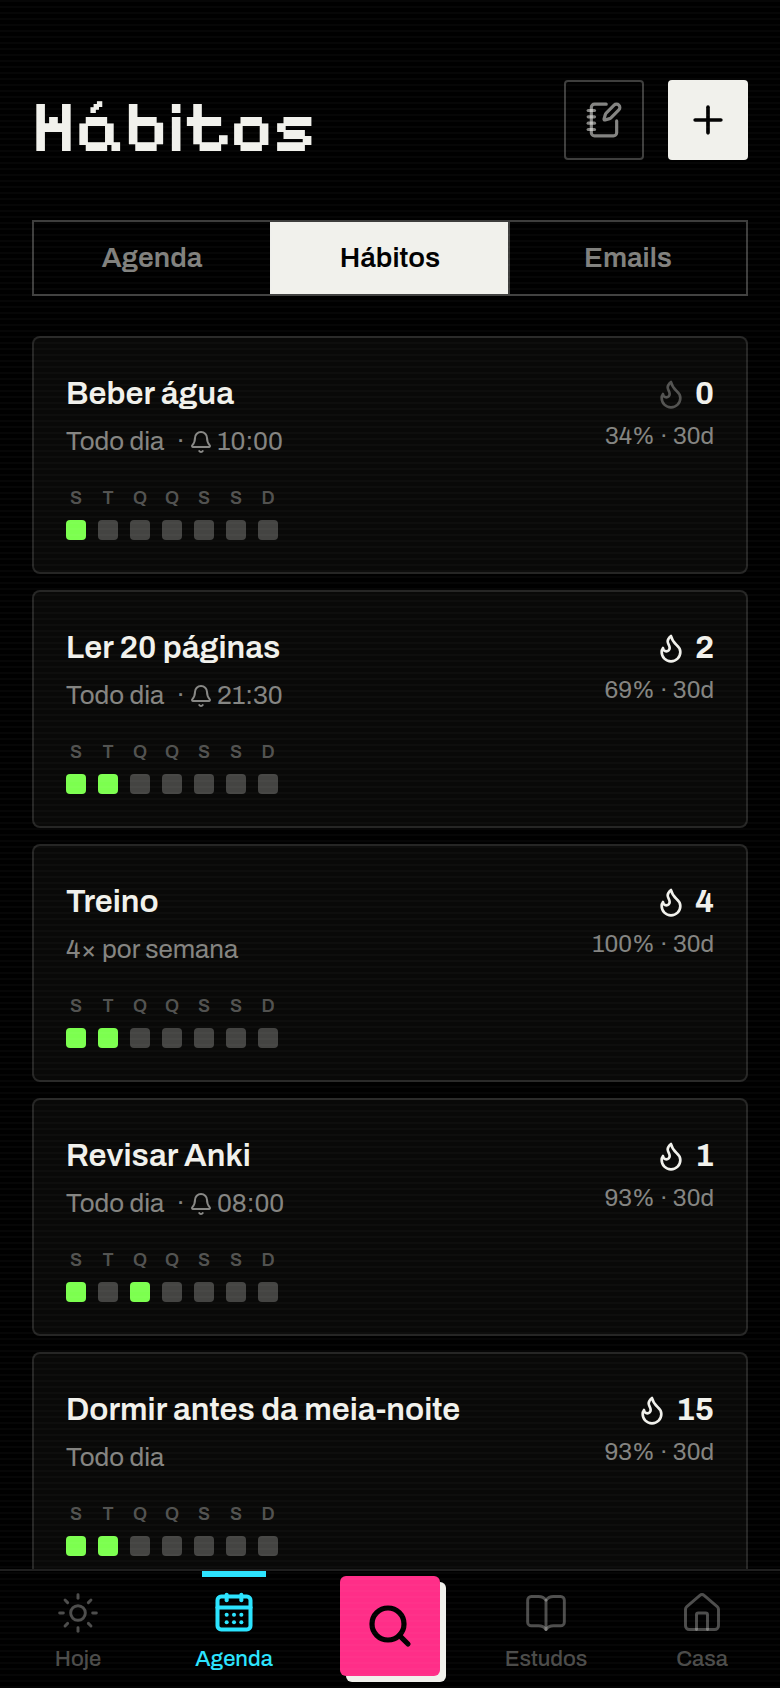 Hábitos
Agenda Hábitos Emails
Beber água 0
Todo dia · 10:00 34% · 30d
S T Q Q S S D
Ler 20 páginas 2
Todo dia · 21:30 69% · 30d
S T Q Q S S D
Treino 4
4× por semana 100% · 30d
S T Q Q S S D
Revisar Anki 1
Todo dia · 08:00 93% · 30d
S T Q Q S S D
Dormir antes da meia-noite 15
Todo dia 93% · 30d
S T Q Q S S D
Hoje Agenda Estudos Casa